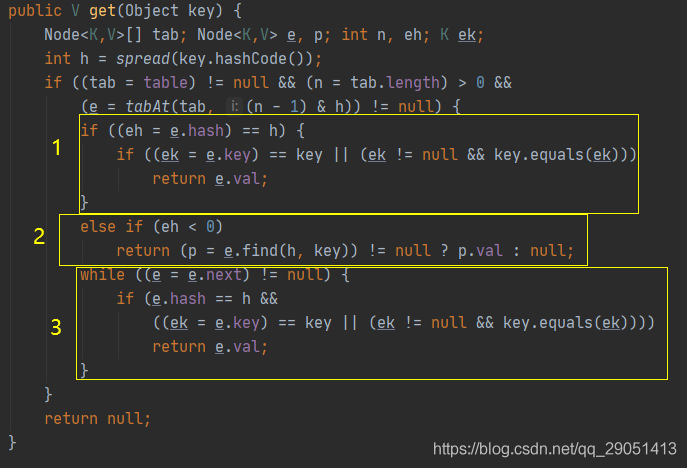 public V get(Object key) {
    Node<K,V>[] tab; Node<K,V> e, p; int n, eh; K ek;
    int h = spread(key.hashCode());
    if ((tab = table) != null && (n = tab.length) > 0 &&
        (e = tabAt(tab, i: (n - 1) & h)) != null) {
1       if ((eh = e.hash) == h) {
            if ((ek = e.key) == key || (ek != null && key.equals(ek)))
                return e.val;
        }
2       else if (eh < 0)
            return (p = e.find(h, key)) != null ? p.val : null;
        while ((e = e.next) != null) {
3           if (e.hash == h &&
                ((ek = e.key) == key || (ek != null && key.equals(ek))))
                return e.val;
        }
    }
    return null;
}
https://blog.csdn.net/qq_29051413